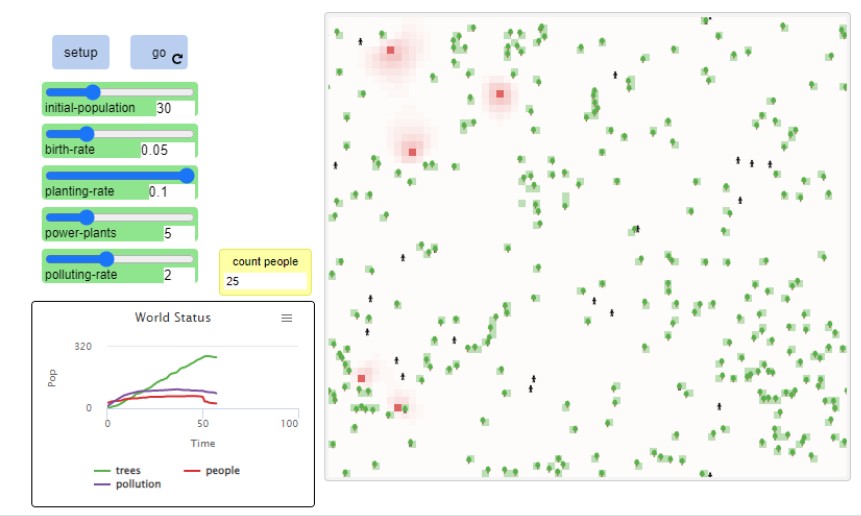 setup
go
initial-population 30
birth-rate 0.05
planting-rate 0.1
power-plants 5
polluting-rate 2
count people
25
World Status
320
Pop
0
0 50 100
Time
trees people
pollution